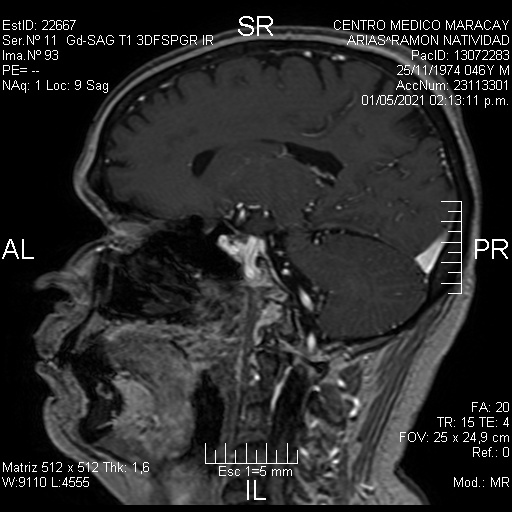 EstID: 22667
Ser.Nº 11 Gd-SAG T1 3DFSPGR IR
Ima.Nº 93
PE= --
NAq: 1 Loc: 9 Sag
SR
CENTRO MEDICO MARACAY
ARIAS^RAMON NATIVIDAD
PacID: 13072283
25/11/1974 046Y M
AccNum: 23113301
01/05/2021 02:13:11 p.m.
AL
PR
FA: 20
TR: 15 TE: 4
FOV: 25 x 24,9 cm
Ref.: 0
Matriz 512 x 512 Thk: 1,6
W:9110 L:4555
Esc 1=5 mm
IL
Mod.: MR